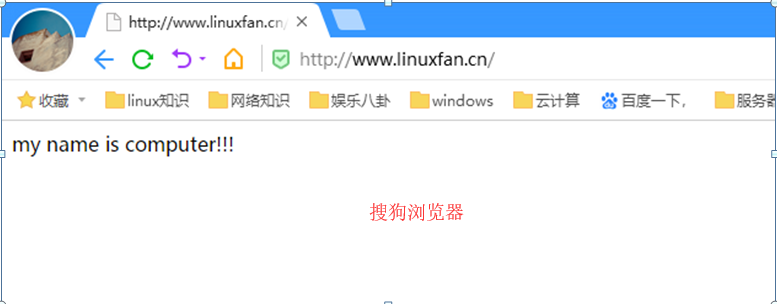 http://www.linuxfan.cn/
http://www.linuxfan.cn/
收藏 linux知识 网络知识 娱乐八卦 windows 云计算 百度一下, 服务器
my name is computer!!!
搜狗浏览器